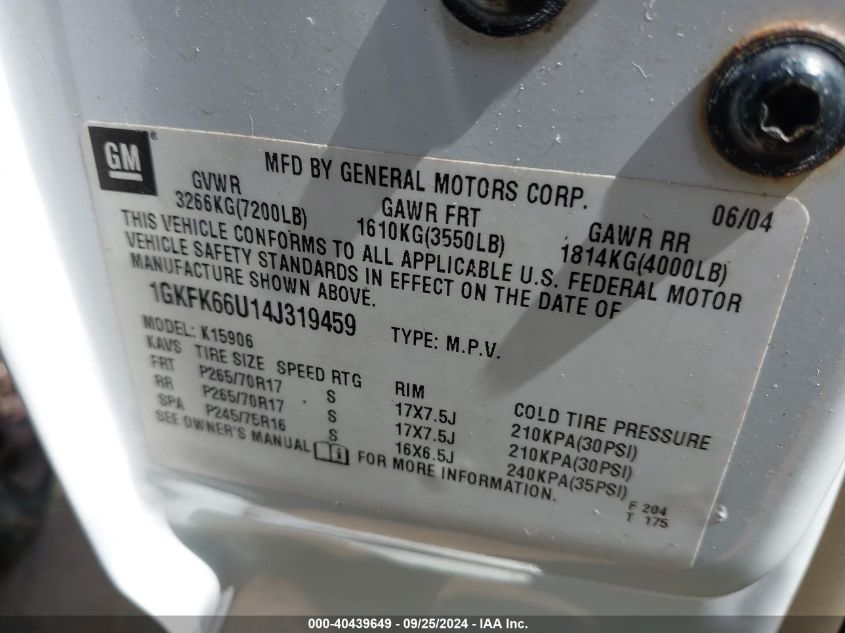 GM
MFD BY GENERAL MOTORS CORP.
06/04
GVWR
GAWR FRT
GAWR RR
3266KG(7200LB)
1610KG(3550LB)
1814KG(4000LB)
THIS VEHICLE CONFORMS TO ALL APPLICABLE U.S. FEDERAL MOTOR
VEHICLE SAFETY STANDARDS IN EFFECT ON THE DATE OF
MANUFACTURE SHOWN ABOVE.
1GKFK66U14J319459
TYPE: M.P.V.
MODEL: K15906
KAVS TIRE SIZE SPEED RTG RIM COLD TIRE PRESSURE
FRT P265/70R17 S 17X7.5J 210KPA(30PSI)
RR P265/70R17 S 17X7.5J 210KPA(30PSI)
SPA P245/75R16 S 16X6.5J 240KPA(35PSI)
SEE OWNER'S MANUAL FOR MORE INFORMATION.
F 204
T 175
000-40439649 - 09/25/2024 - IAA Inc.